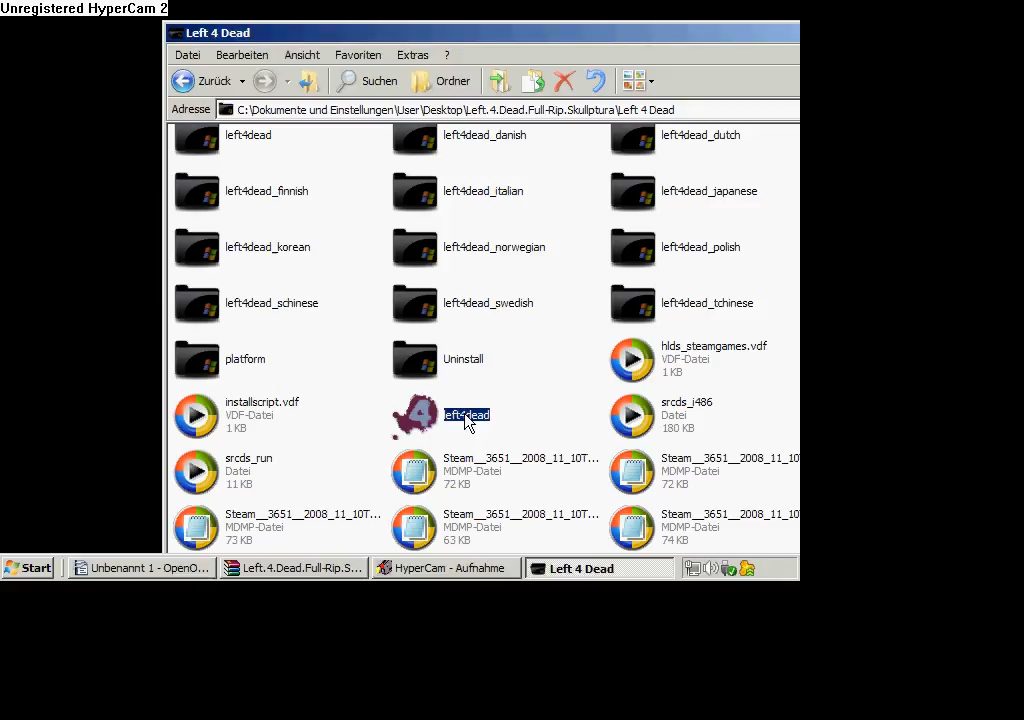 Unregistered HyperCam 2
Left 4 Dead
Datei Bearbeiten Ansicht Favoriten Extras ?
Zurück Suchen Ordner
Adresse C:\Dokumente und Einstellungen\User\Desktop\Left.4.Dead.Full-Rip.Skullptura\Left 4 Dead
left4dead left4dead_danish left4dead_dutch
left4dead_finnish left4dead_italian left4dead_japanese
left4dead_korean left4dead_norwegian left4dead_polish
left4dead_schinese left4dead_swedish left4dead_tchinese
platform Uninstall hlds_steamgames.vdf
VDF-Datei
1 KB
installscript.vdf left4dead srcds_i486
VDF-Datei Datei
1 KB 180 KB
srcds_run Steam__3651__2008_11_10T... Steam__3651__2008_11_10T
Datei MDMP-Datei MDMP-Datei
11 KB 72 KB 72 KB
Steam__3651__2008_11_10T... Steam__3651__2008_11_10T... Steam__3651__2008_11_10T
MDMP-Datei MDMP-Datei MDMP-Datei
73 KB 63 KB 74 KB
Start Unbenannt 1 - OpenO... Left.4.Dead.Full-Rip.S... HyperCam - Aufnahme Left 4 Dead